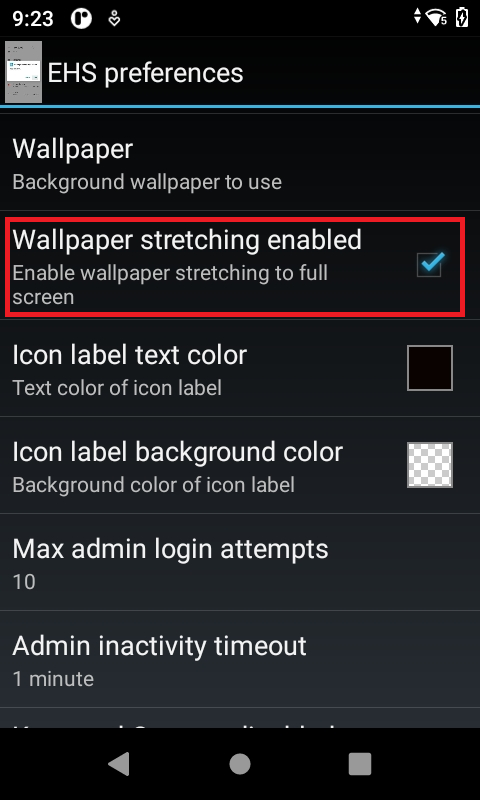 9:23
EHS preferences
Wallpaper
Background wallpaper to use
Wallpaper stretching enabled
Enable wallpaper stretching to full
screen
Icon label text color
Text color of icon label
Icon label background color
Background color of icon label
Max admin login attempts
10
Admin inactivity timeout
1 minute